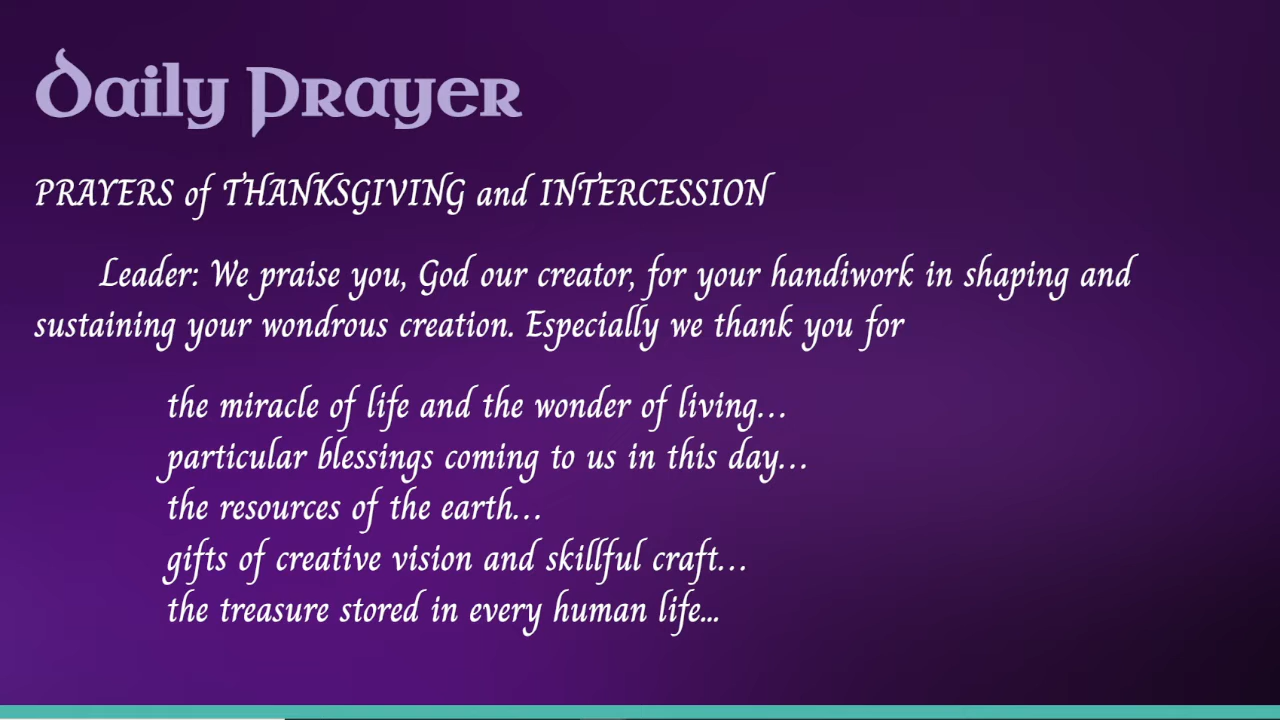 Daily Prayer
PRAYERS of THANKSGIVING and INTERCESSION
Leader: We praise you, God our creator, for your handiwork in shaping and
sustaining your wondrous creation. Especially we thank you for
the miracle of life and the wonder of living…
particular blessings coming to us in this day…
the resources of the earth…
gifts of creative vision and skillful craft…
the treasure stored in every human life...